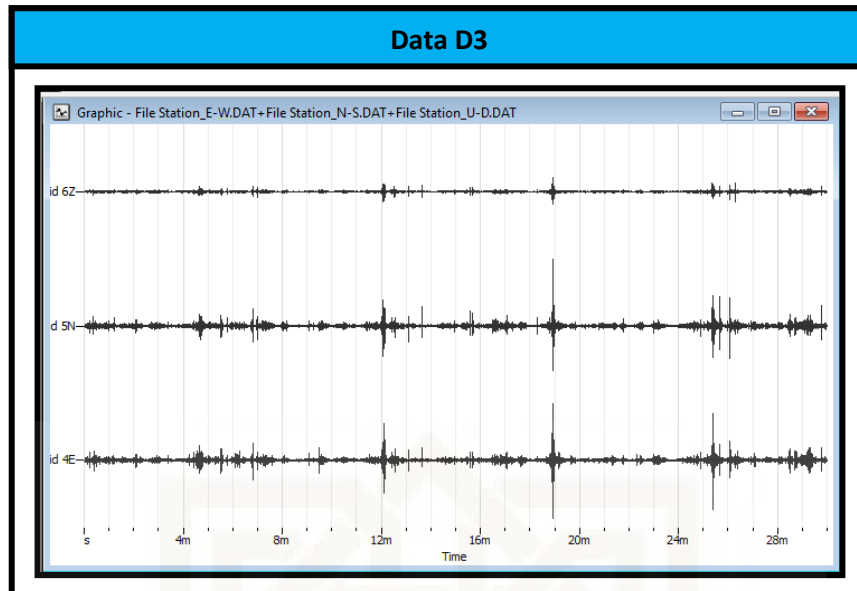 Data D3
Graphic - File Station_E-W.DAT+File Station_N-S.DAT+File Station_U-D.DAT
id 6Z
d 5N
id 4E
s 4m 8m 12m 16m 20m 24m 28m
Time